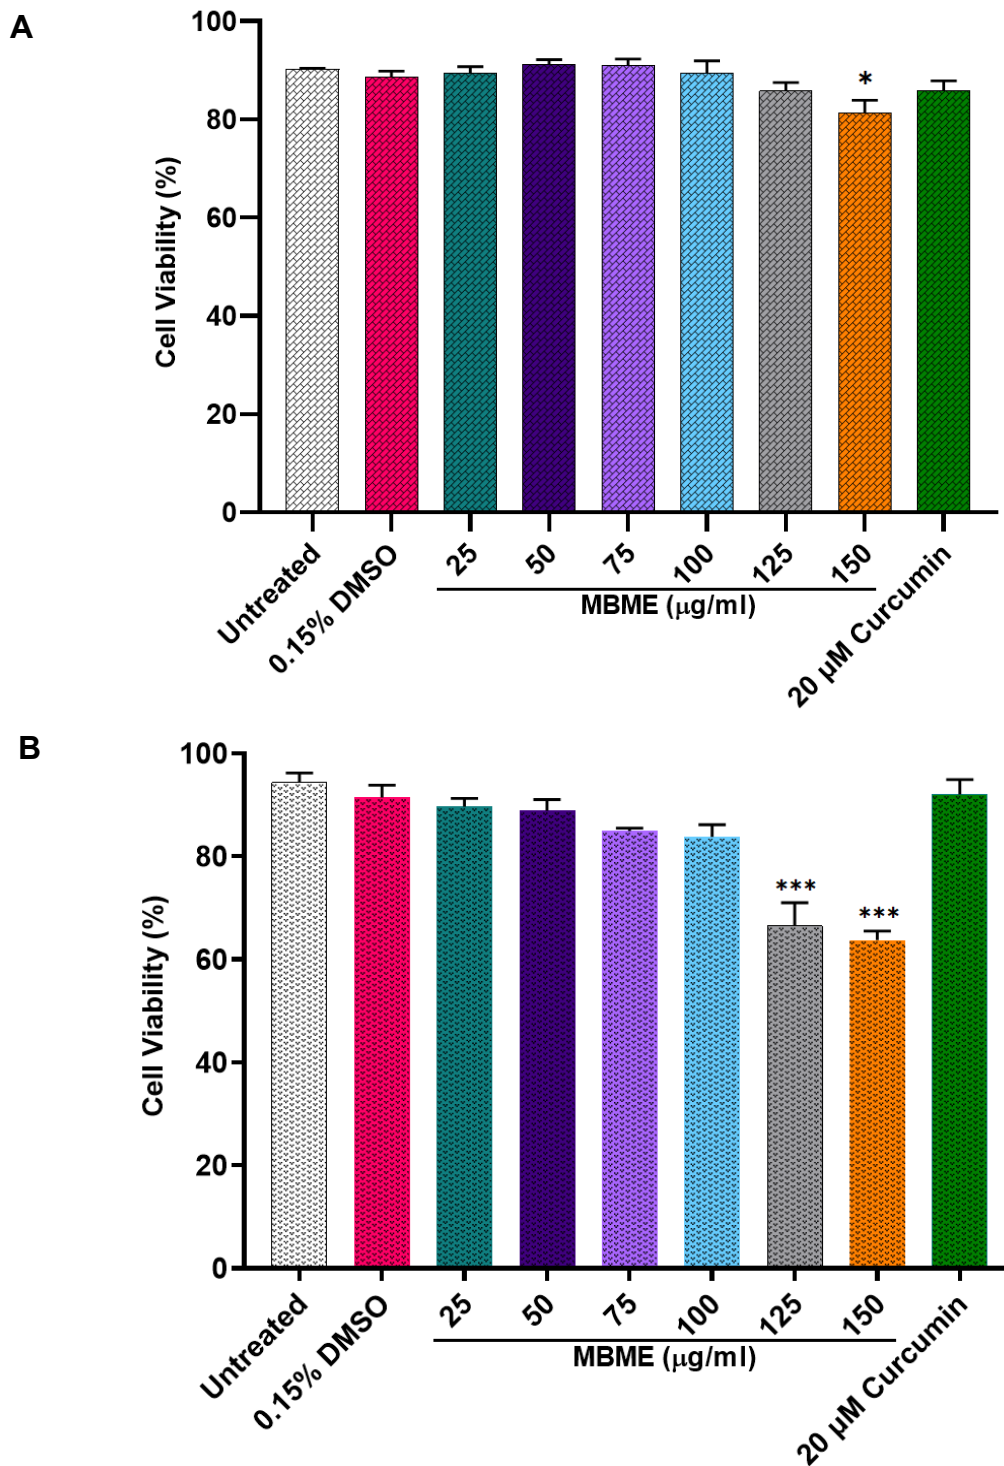 A
Cell Viability (%)
100
80
60
40
20
0
*
Untreated
0.15% DMSO
25
50
75
100
125
150
20 µM Curcumin
MBME (µg/ml)
B
Cell Viability (%)
100
80
60
40
20
0
***
***
Untreated
0.15% DMSO
25
50
75
100
125
150
20 µM Curcumin
MBME (µg/ml)